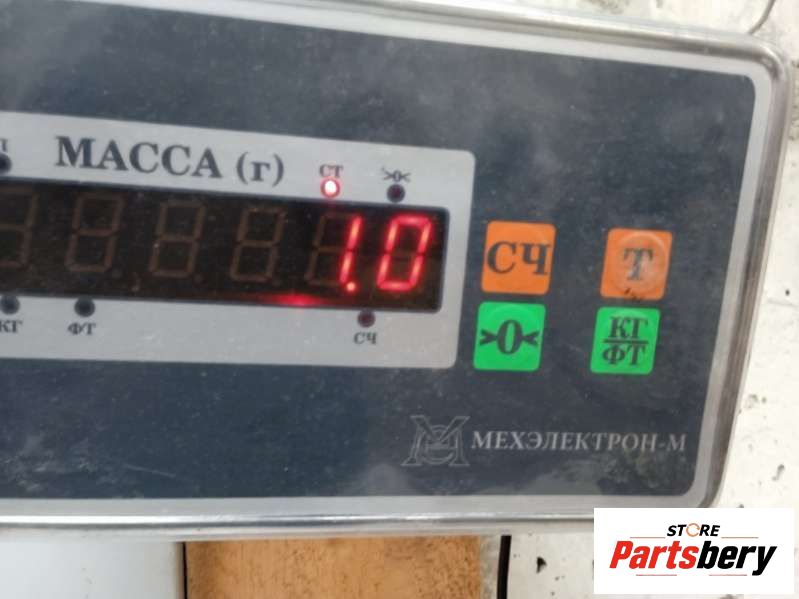 МАССА (г)
СТ
>0<
1.0
КГ
ФТ
СЧ
СЧ
Т
>0<
КГ
ФТ
МЕХЭЛЕКТРОН-М
STORE
Partsbery